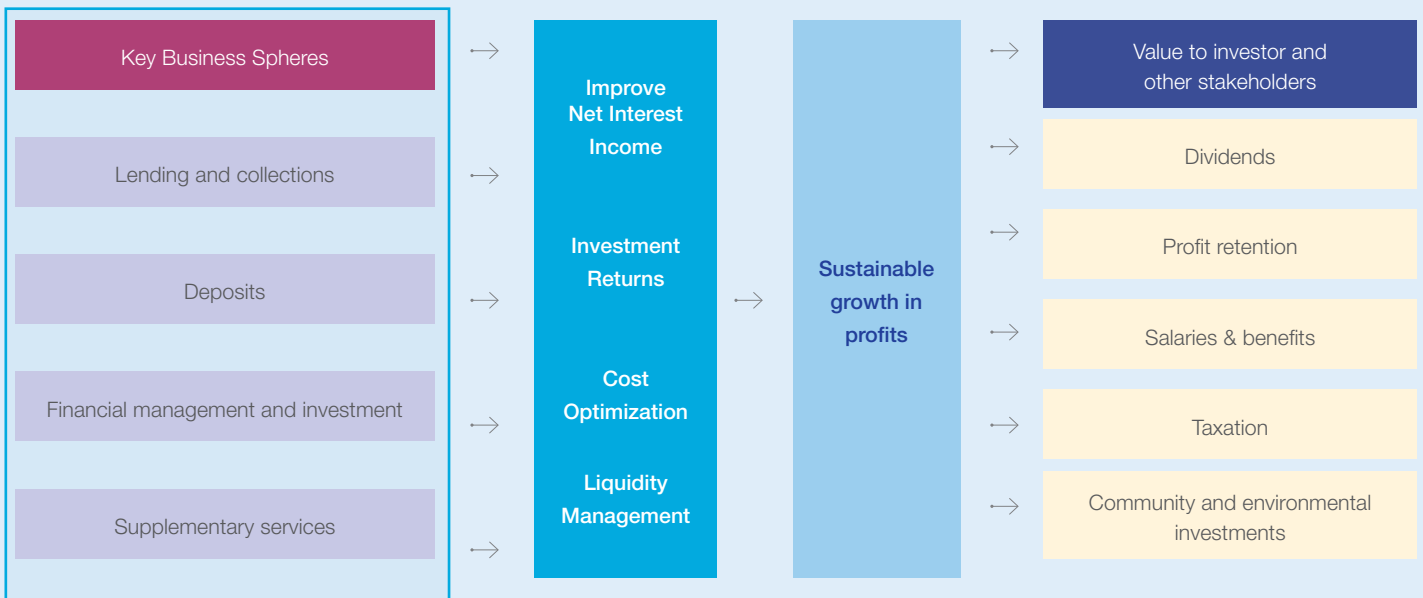 Key Business Spheres
Lending and collections
Deposits
Financial management and investment
Supplementary services
Improve
Net Interest
Income
Investment
Returns
Cost
Optimization
Liquidity
Management
Sustainable
growth in
profits
Value to investor and
other stakeholders
Dividends
Profit retention
Salaries & benefits
Taxation
Community and environmental
investments